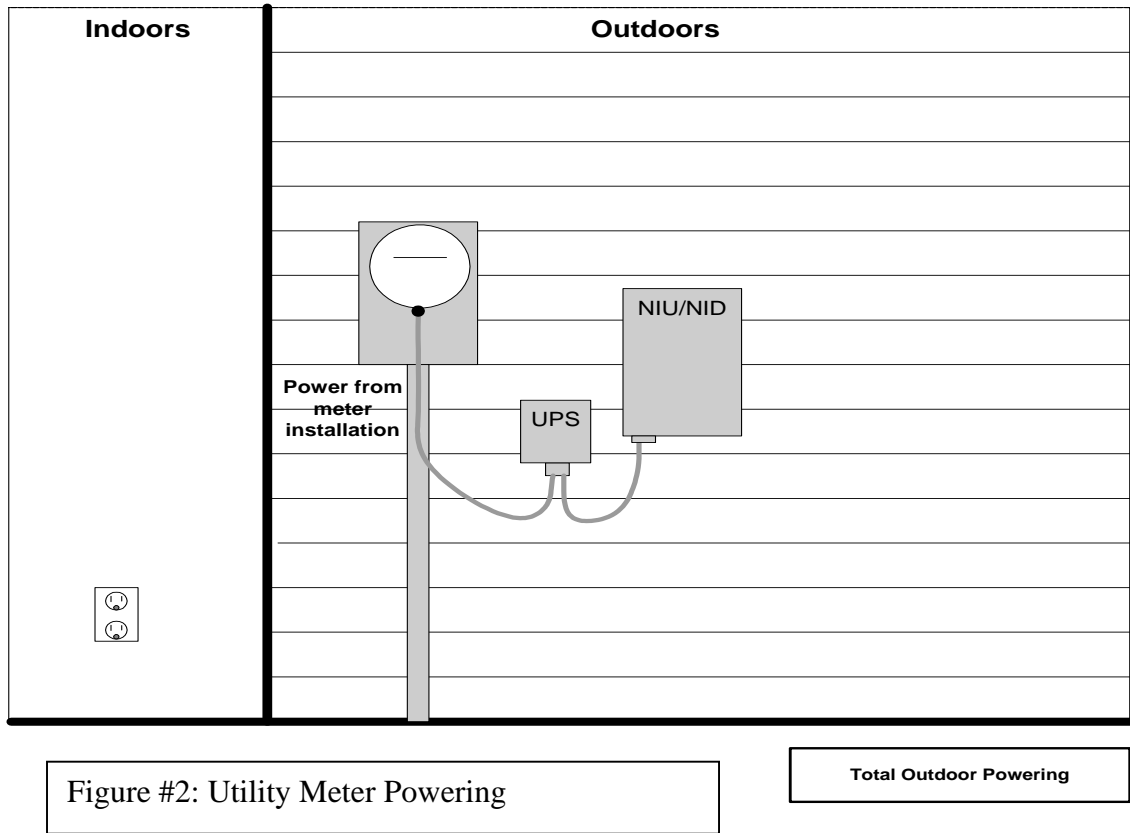 Indoors
Outdoors
NIU/NID
Power from
meter
installation
UPS
Figure #2: Utility Meter Powering
Total Outdoor Powering